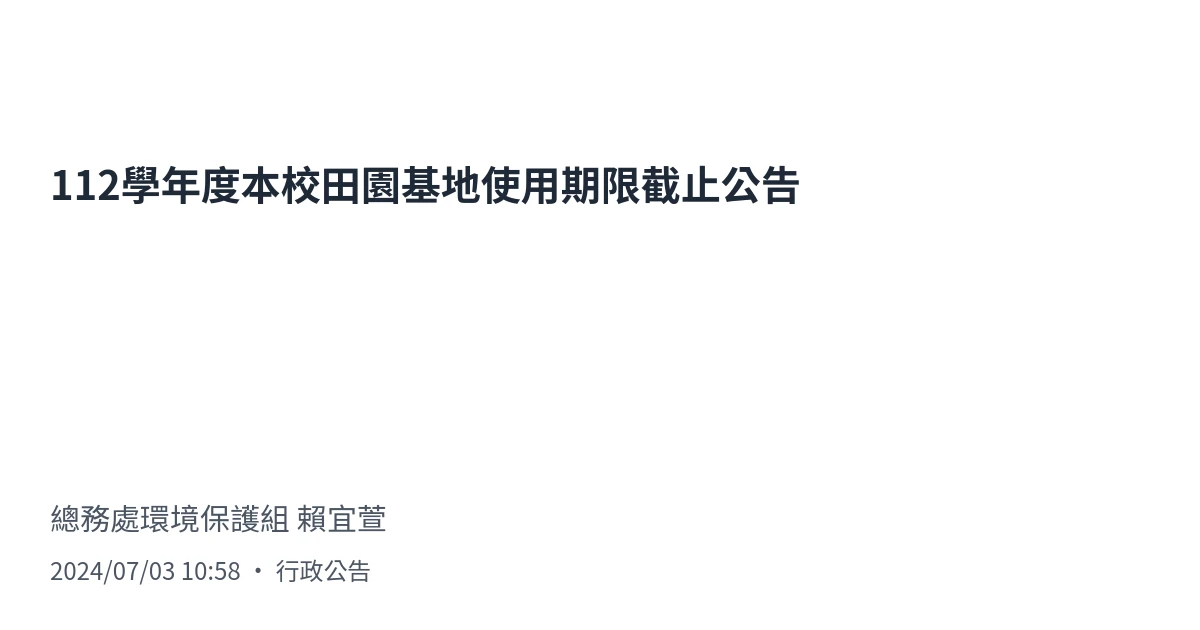 112學年度本校田園基地使用期限截止公告
總務處環境保護組 賴宜萱
2024/07/03 10:58 • 行政公告